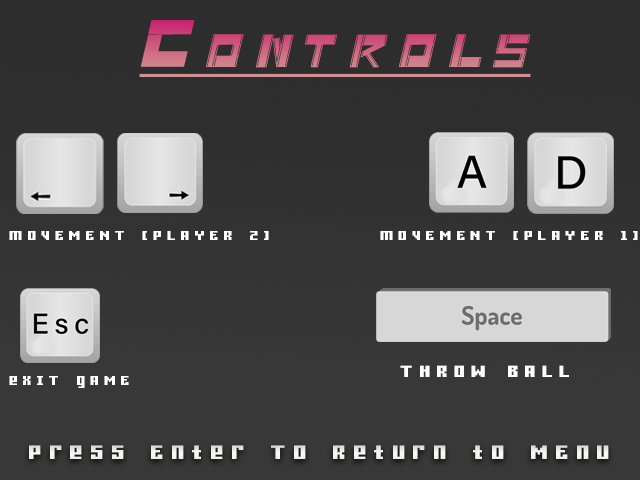 Controls
← → A D
MOVEMENT [PLAYER 2] MOVEMENT [PLAYER 1]
Esc Space
EXIT GAME THROW BALL
Press Enter To Return to MENU